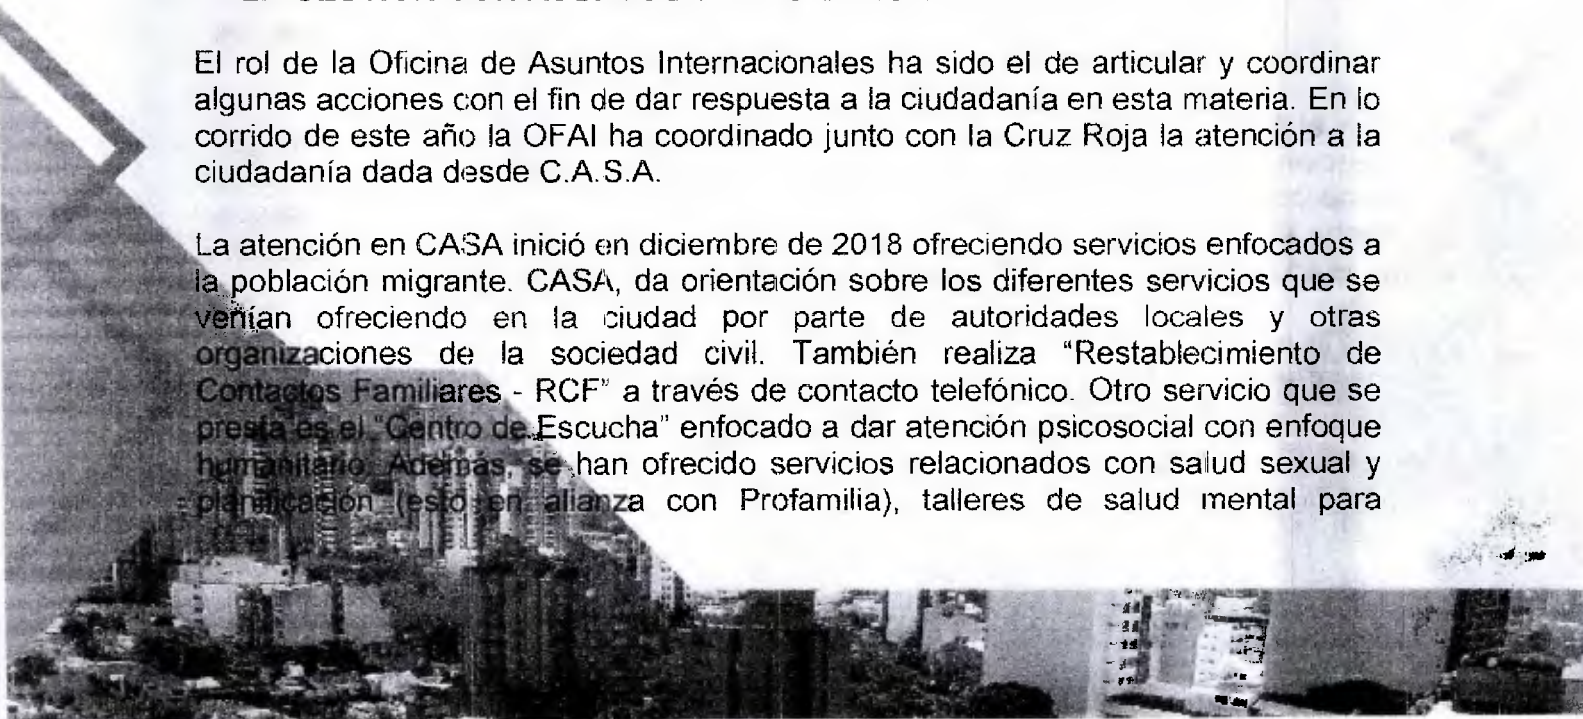 El rol de la Oficina de Asuntos Internacionales ha sido el de articular y coordinar
algunas acciones con el fin de dar respuesta a la ciudadanía en esta materia. En lo
corrido de este año la OFAI ha coordinado junto con la Cruz Roja la atención a la
ciudadanía dada desde C.A.S.A.
La atención en CASA inició en diciembre de 2018 ofreciendo servicios enfocados a
la población migrante. CASA, da orientación sobre los diferentes servicios que se
venían ofreciendo en la ciudad por parte de autoridades locales y otras
organizaciones de la sociedad civil. También realiza “Restablecimiento de
Contactos Familiares - RCF” a través de contacto telefónico. Otro servicio que se
presta es el “Centro de Escucha” enfocado a dar atención psicosocial con enfoque
humanitario. Además, se han ofrecido servicios relacionados con salud sexual y
planificación (esto en alianza con Profamilia), talleres de salud mental para